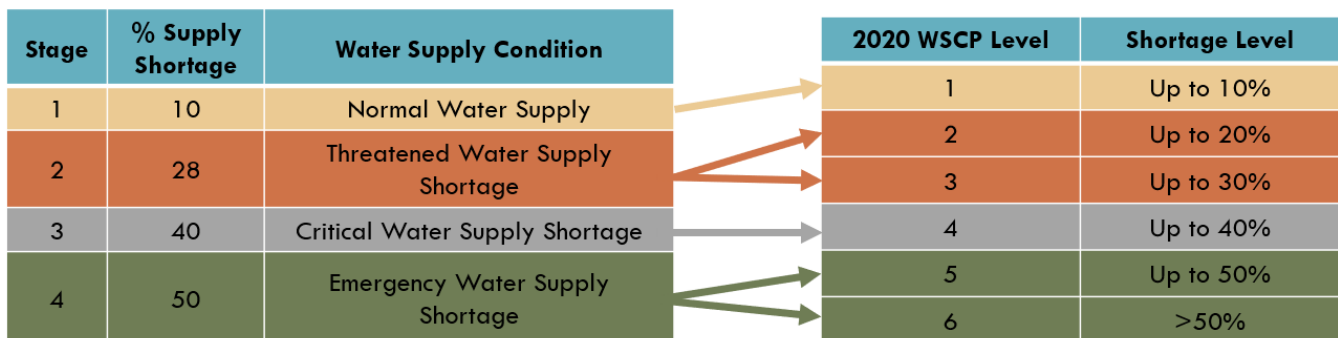 Stage % Supply Shortage Water Supply Condition
1 10 Normal Water Supply
2 28 Threatened Water Supply Shortage
3 40 Critical Water Supply Shortage
4 50 Emergency Water Supply Shortage
2020 WSCP Level Shortage Level
1 Up to 10%
2 Up to 20%
3 Up to 30%
4 Up to 40%
5 Up to 50%
6 >50%